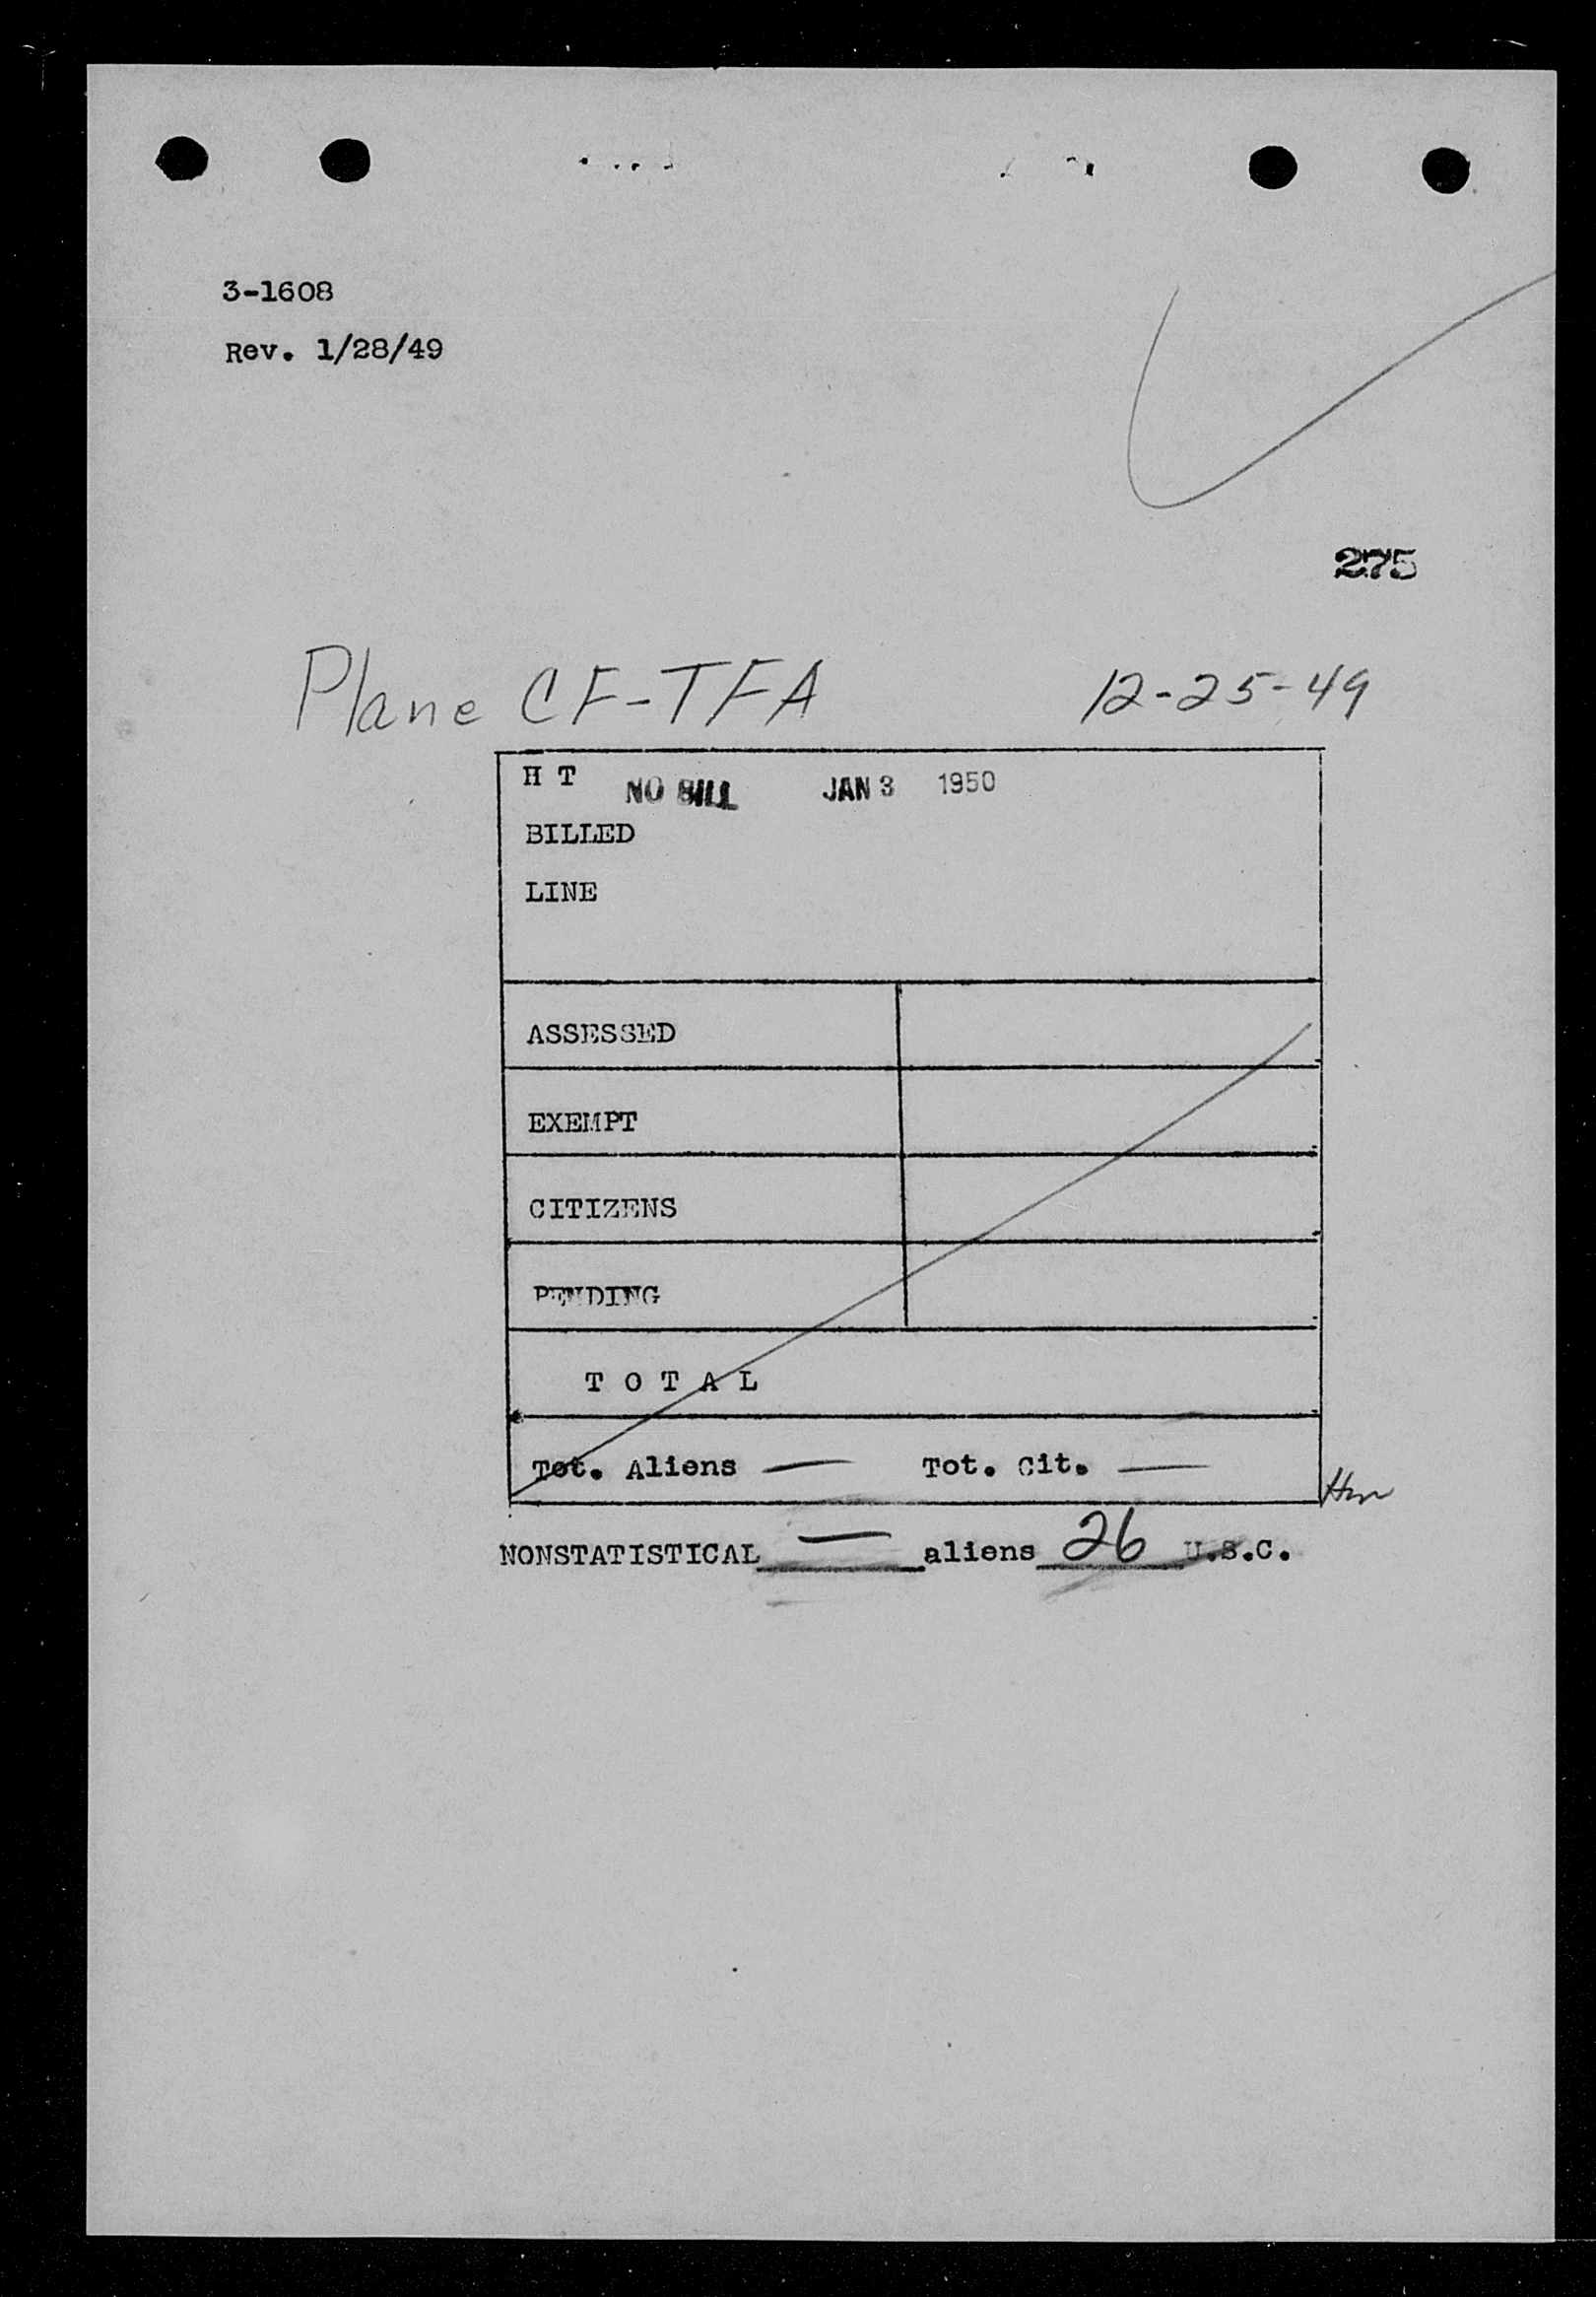 3-1608
Rev. 1/28/49
275
Plane CF-TFA 12-25-49
H T NO BILL JAN 3 1950
BILLED
LINE
ASSESSED
EXEMPT
CITIZENS
PENDING
T O T A L
Tot. Aliens — Tot. Cit. —
NONSTATISTICAL — aliens 26 U.S.C.